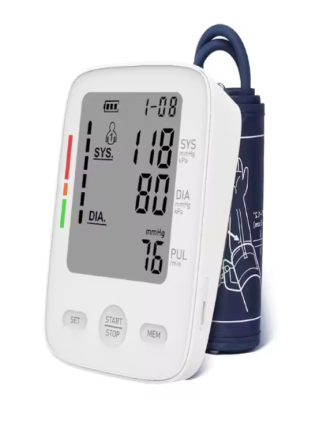 1-08
118 SYS
mmHg
kPa
SYS.
80 DIA
mmHg
kPa
DIA.
mmHg
76 PUL
/min
SET
START
STOP
MEM